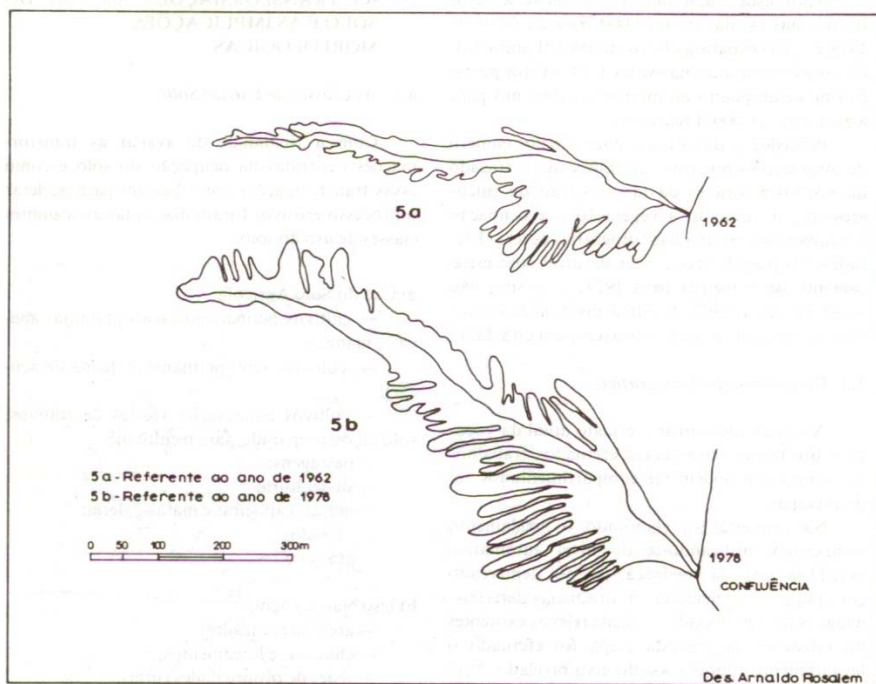 5a
1962
5b
5a - Referente ao ano de 1962
5b - Referente ao ano de 1978
0 50 100 200 300m
1978
CONFLUÊNCIA
Des. Arnaldo Rosalem